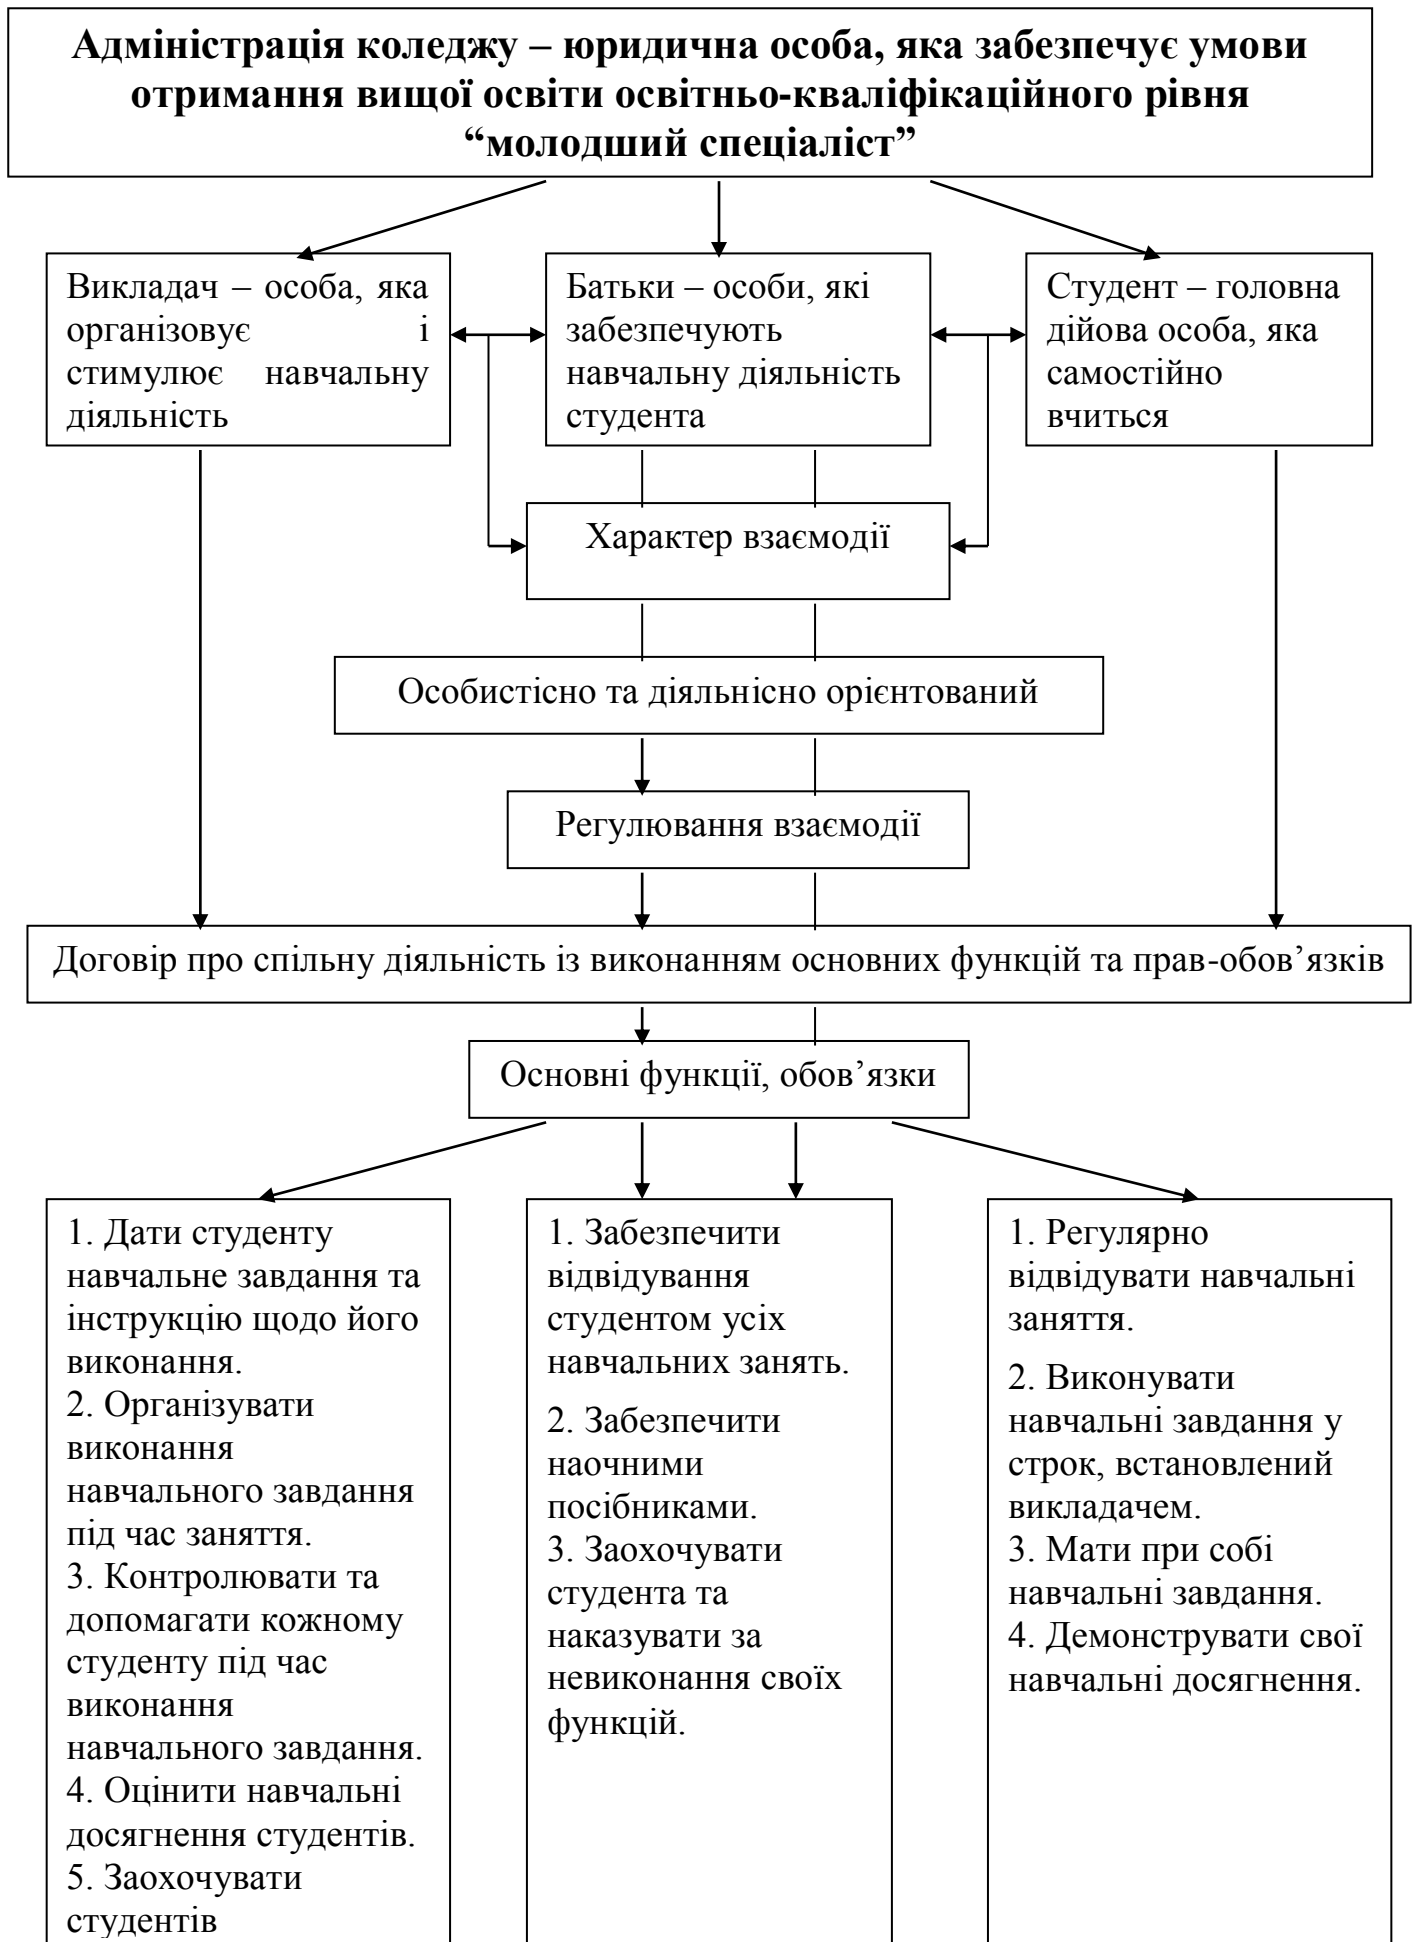 Адміністрація коледжу – юридична особа, яка забезпечує умови
отримання вищої освіти освітньо-кваліфікаційного рівня
“молодший спеціаліст”
Викладач – особа, яка
організовує і
стимулює навчальну
діяльність
Батьки – особи, які
забезпечують
навчальну діяльність
студента
Студент – головна
дійова особа, яка
самостійно
вчиться
Характер взаємодії
Особистісно та діяльнісно орієнтований
Регулювання взаємодії
Договір про спільну діяльність із виконанням основних функцій та прав-обов’язків
Основні функції, обов’язки
1. Дати студенту
навчальне завдання та
інструкцію щодо його
виконання.
2. Організувати
виконання
навчального завдання
під час заняття.
3. Контролювати та
допомагати кожному
студенту під час
виконання
навчального завдання.
4. Оцінити навчальні
досягнення студентів.
5. Заохочувати
студентів
1. Забезпечити
відвідування
студентом усіх
навчальних занять.
2. Забезпечити
наочними
посібниками.
3. Заохочувати
студента та
наказувати за
невиконання своїх
функцій.
1. Регулярно
відвідувати навчальні
заняття.
2. Виконувати
навчальні завдання у
строк, встановлений
викладачем.
3. Мати при собі
навчальні завдання.
4. Демонструвати свої
навчальні досягнення.